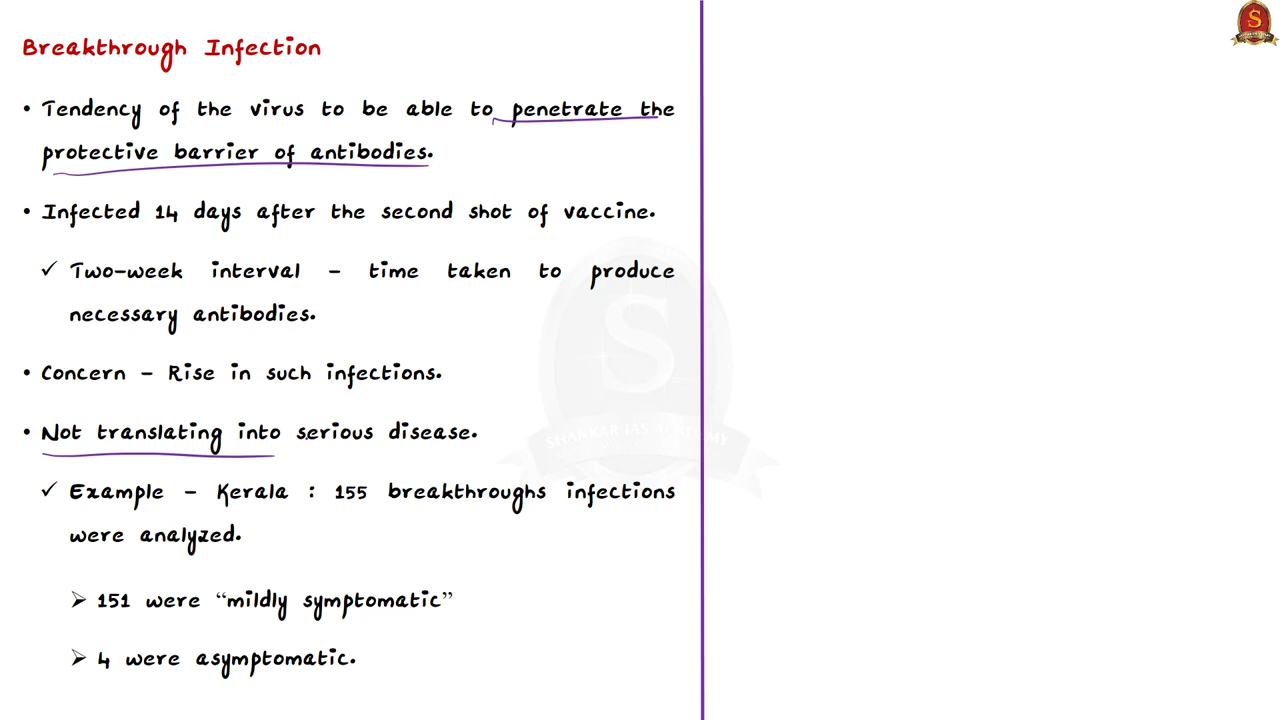 Breakthrough Infection
• Tendency of the virus to be able to penetrate the
protective barrier of antibodies.
• Infected 14 days after the second shot of vaccine.
✓ Two-week interval – time taken to produce
necessary antibodies.
• Concern – Rise in such infections.
• Not translating into serious disease.
✓ Example – Kerala : 155 breakthroughs infections
were analyzed.
➢ 151 were “mildly symptomatic”
➢ 4 were asymptomatic.
S
SHANKAR IAS ACADEMY
S